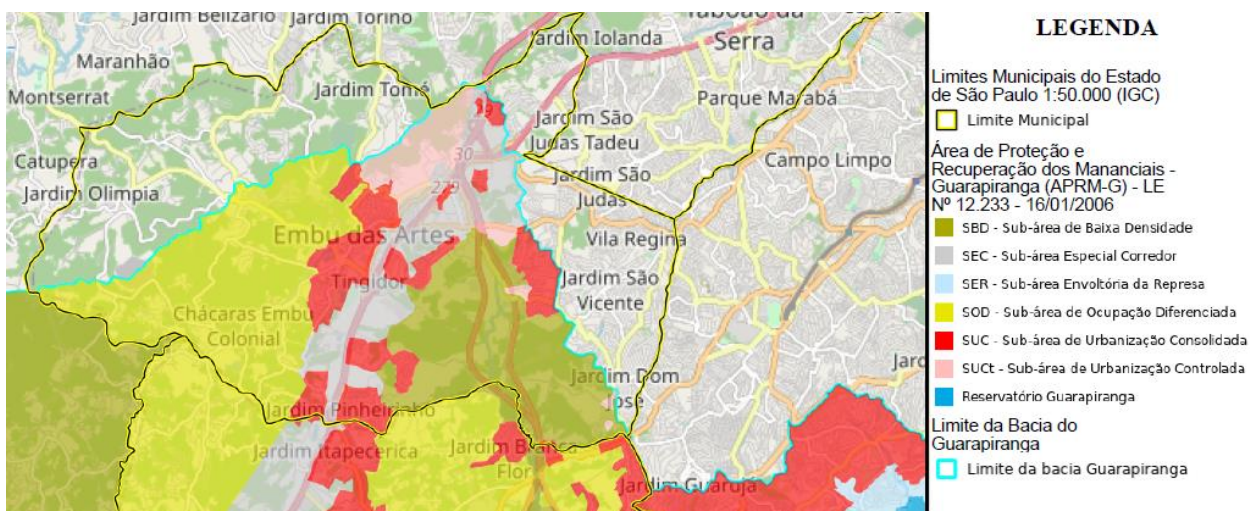 Jardim Belizário
Jardim Torino
Taboão da
Serra
Jardim Iolanda
Maranhão
Jardim Tomé
Montserrat
Parque Marabá
Jardim São
Judas Tadeu
30
Catupera
Campo Limpo
Jardim Olimpia
Jardim São
Judas
Embu das Artes
Vila Regina
Tingidor
Jardim São
Vicente
Chácaras Embu
Colonial
Jardim Dom
José
Jardim Pinheirinho
Jardim Itapecerica
Jardim Branca
Flor
Jardim Guarujá
LEGENDA
Limites Municipais do Estado
de São Paulo 1:50.000 (IGC)
Limite Municipal
Área de Proteção e
Recuperação dos Mananciais -
Guarapiranga (APRM-G) - LE
Nº 12.233 - 16/01/2006
SBD - Sub-área de Baixa Densidade
SEC - Sub-área Especial Corredor
SER - Sub-área Envoltória da Represa
SOD - Sub-área de Ocupação Diferenciada
SUC - Sub-área de Urbanização Consolidada
SUCt - Sub-área de Urbanização Controlada
Reservatório Guarapiranga
Limite da Bacia do
Guarapiranga
Limite da bacia Guarapiranga